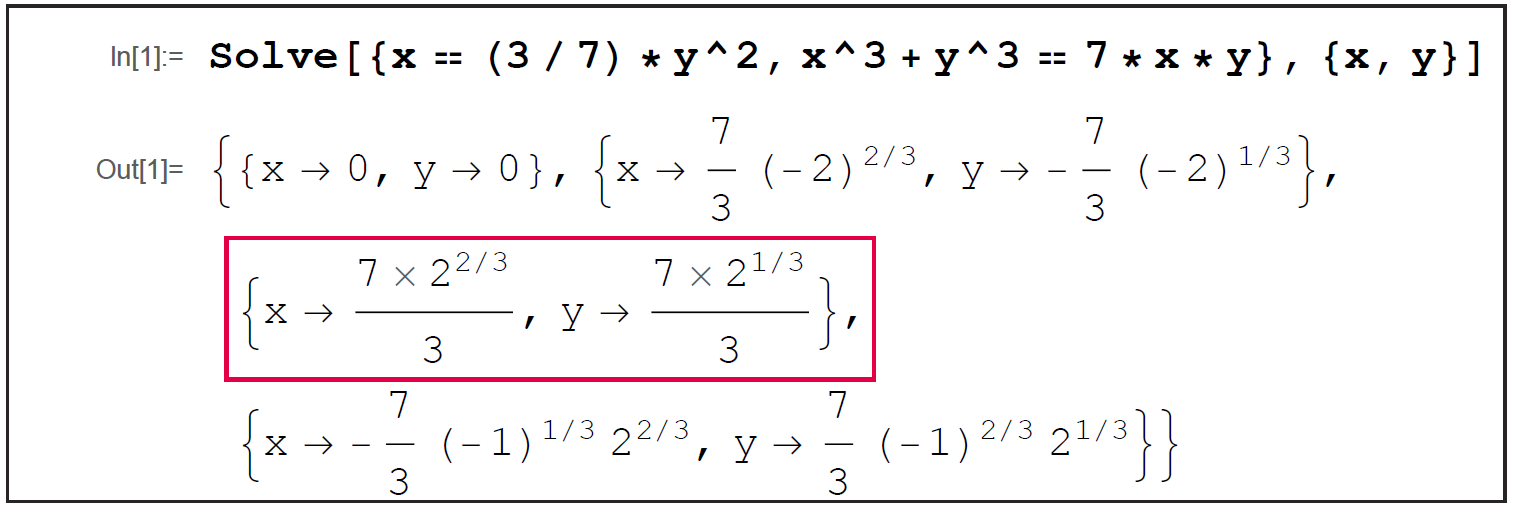 In[1]:= Solve[{x == (3 / 7) * y^2, x^3 + y^3 == 7 * x * y}, {x, y}]
Out[1]= {{x → 0, y → 0}, {x → 7/3 (-2)^2/3, y → -7/3 (-2)^1/3},
{x → 7 × 2^2/3 / 3, y → 7 × 2^1/3 / 3},
{x → -7/3 (-1)^1/3 2^2/3, y → 7/3 (-1)^2/3 2^1/3}}